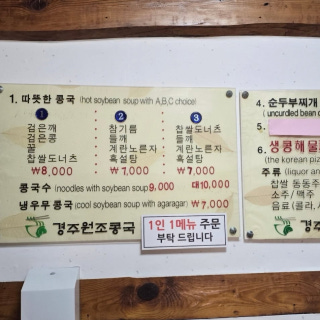 1. 따뜻한 콩국 (hot soybean soup with A,B,C choice)
1 2 3
검은깨 참기름 찹쌀도너츠
검은콩 들깨 들깨
꿀 계란노른자 계란노른자
찹쌀도너츠 흑설탕 흑설탕
₩8,000 ₩7,000 ₩7,000
콩국수 (noodles with soybean soup 9,000 대10,000
냉우무콩국 (cool soybean soup with agaragar) ₩7,000
경주원조콩국
1인 1메뉴 주문
부탁 드립니다
4. 순두부찌개
(uncurdled bean
5.
6. 생콩해물
(the korean piz
주류 (liquor an
찹쌀 동동주
소주 / 맥주
음료 (콜라, 사
경주